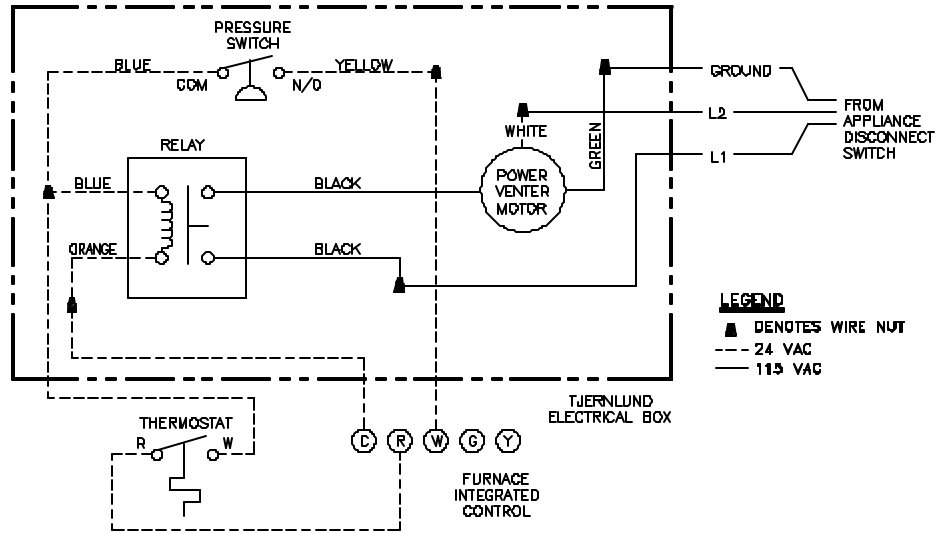 PRESSURE
SWITCH
BLUE
YELLOW
COM
N/O
GROUND
L2
L1
FROM
APPLIANCE
DISCONNECT
SWITCH
WHITE
GREEN
RELAY
BLUE
BLACK
POWER
VENTER
MOTOR
ORANGE
BLACK
LEGEND
DENOTES WIRE NUT
24 VAC
115 VAC
TJERNLUND
ELECTRICAL BOX
THERMOSTAT
R
W
C
R
W
G
Y
FURNACE
INTEGRATED
CONTROL